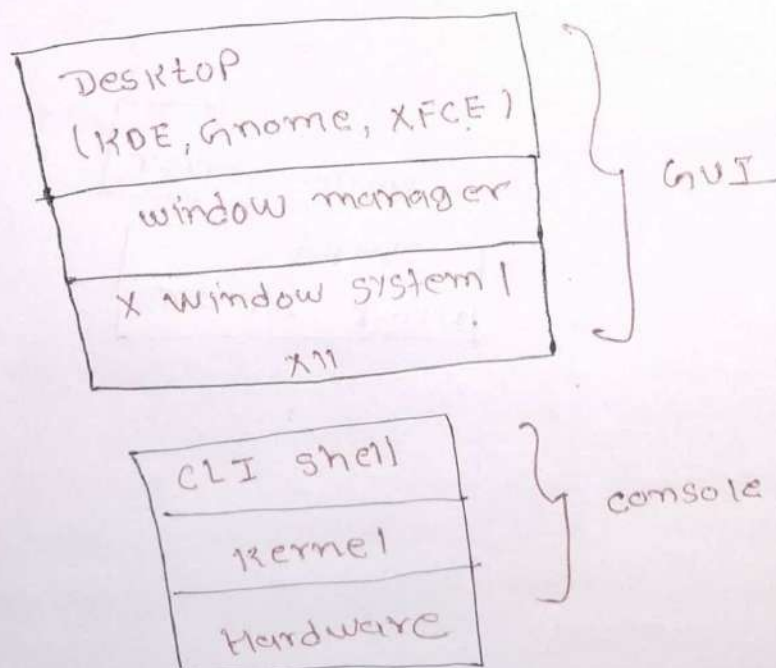 Desktop
(KDE, Gnome, XFCE)
GUI
window manager
X window system /
X11
CLI shell
console
Kernel
Hardware